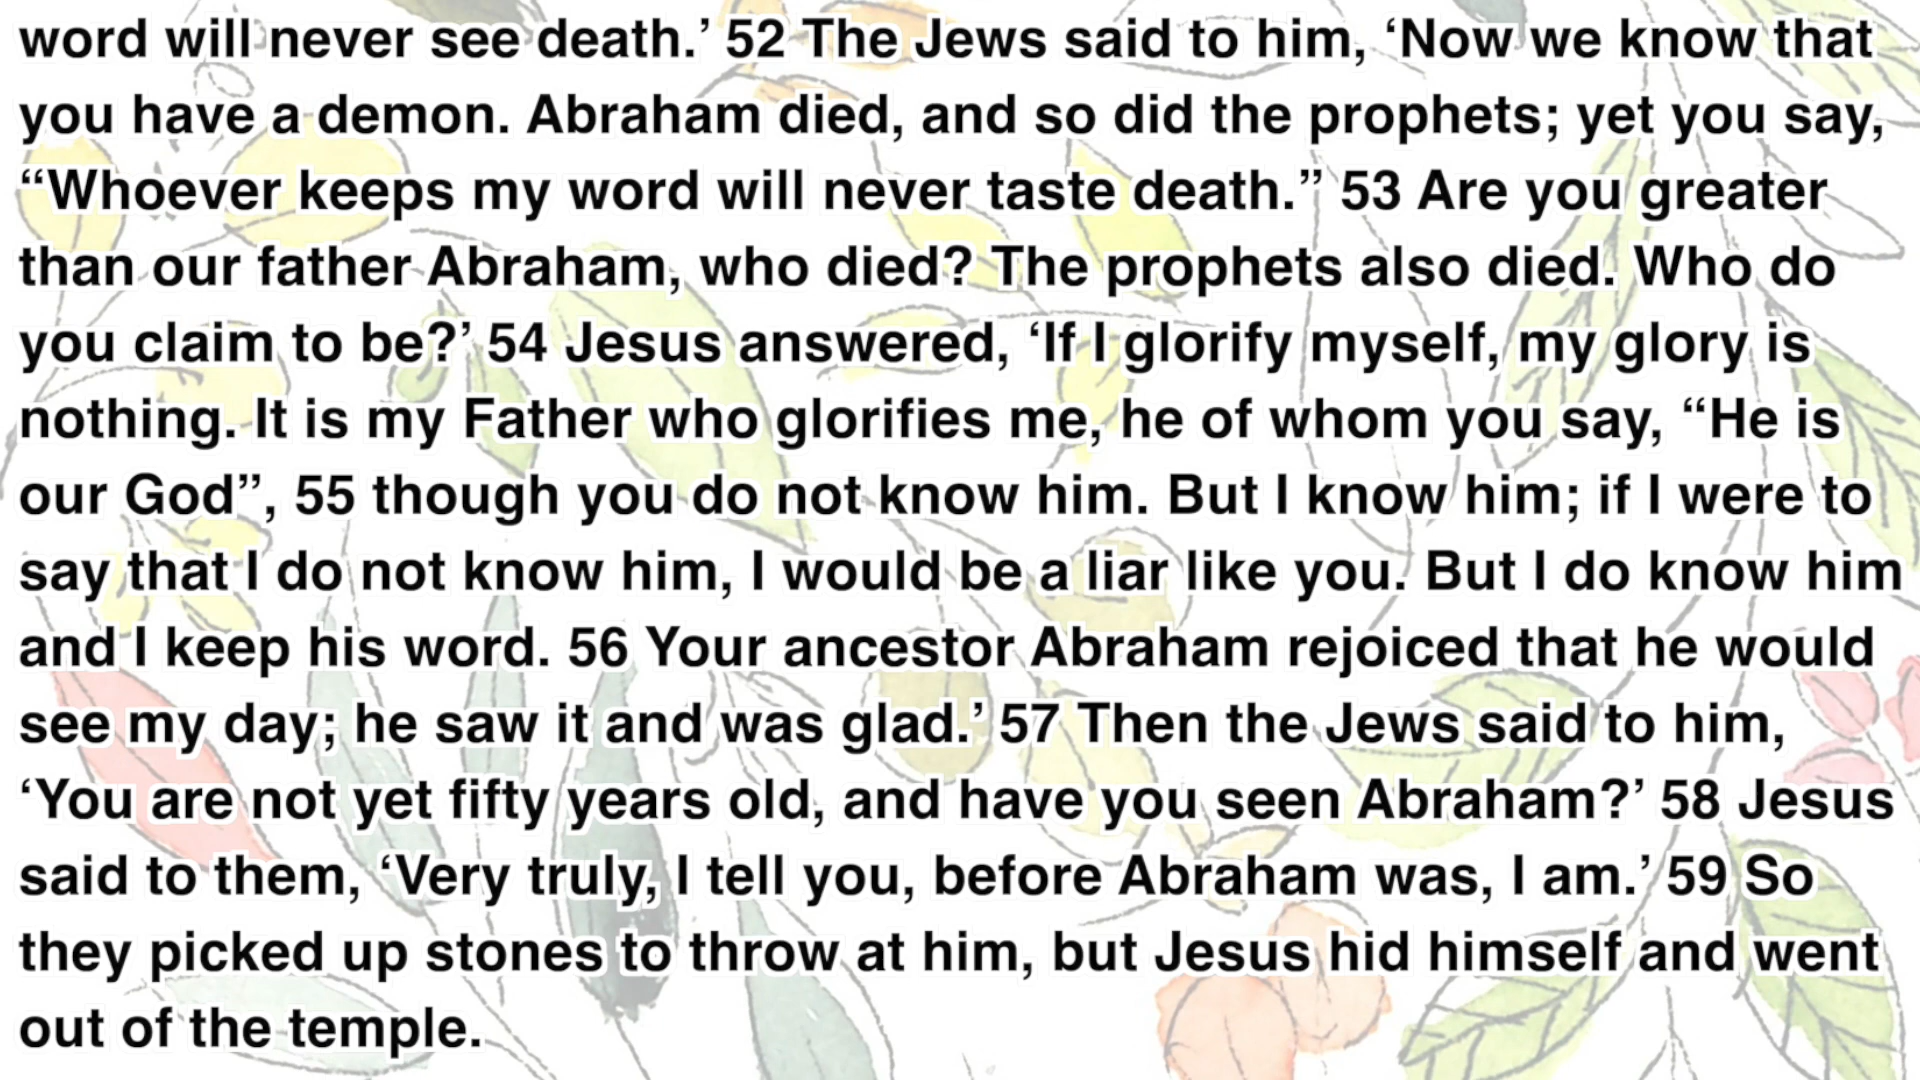 word will never see death.’ 52 The Jews said to him, ‘Now we know that
you have a demon. Abraham died, and so did the prophets; yet you say,
“Whoever keeps my word will never taste death.” 53 Are you greater
than our father Abraham, who died? The prophets also died. Who do
you claim to be?’ 54 Jesus answered, ‘If I glorify myself, my glory is
nothing. It is my Father who glorifies me, he of whom you say, “He is
our God”, 55 though you do not know him. But I know him; if I were to
say that I do not know him, I would be a liar like you. But I do know him
and I keep his word. 56 Your ancestor Abraham rejoiced that he would
see my day; he saw it and was glad.’ 57 Then the Jews said to him,
‘You are not yet fifty years old, and have you seen Abraham?’ 58 Jesus
said to them, ‘Very truly, I tell you, before Abraham was, I am.’ 59 So
they picked up stones to throw at him, but Jesus hid himself and went
out of the temple.